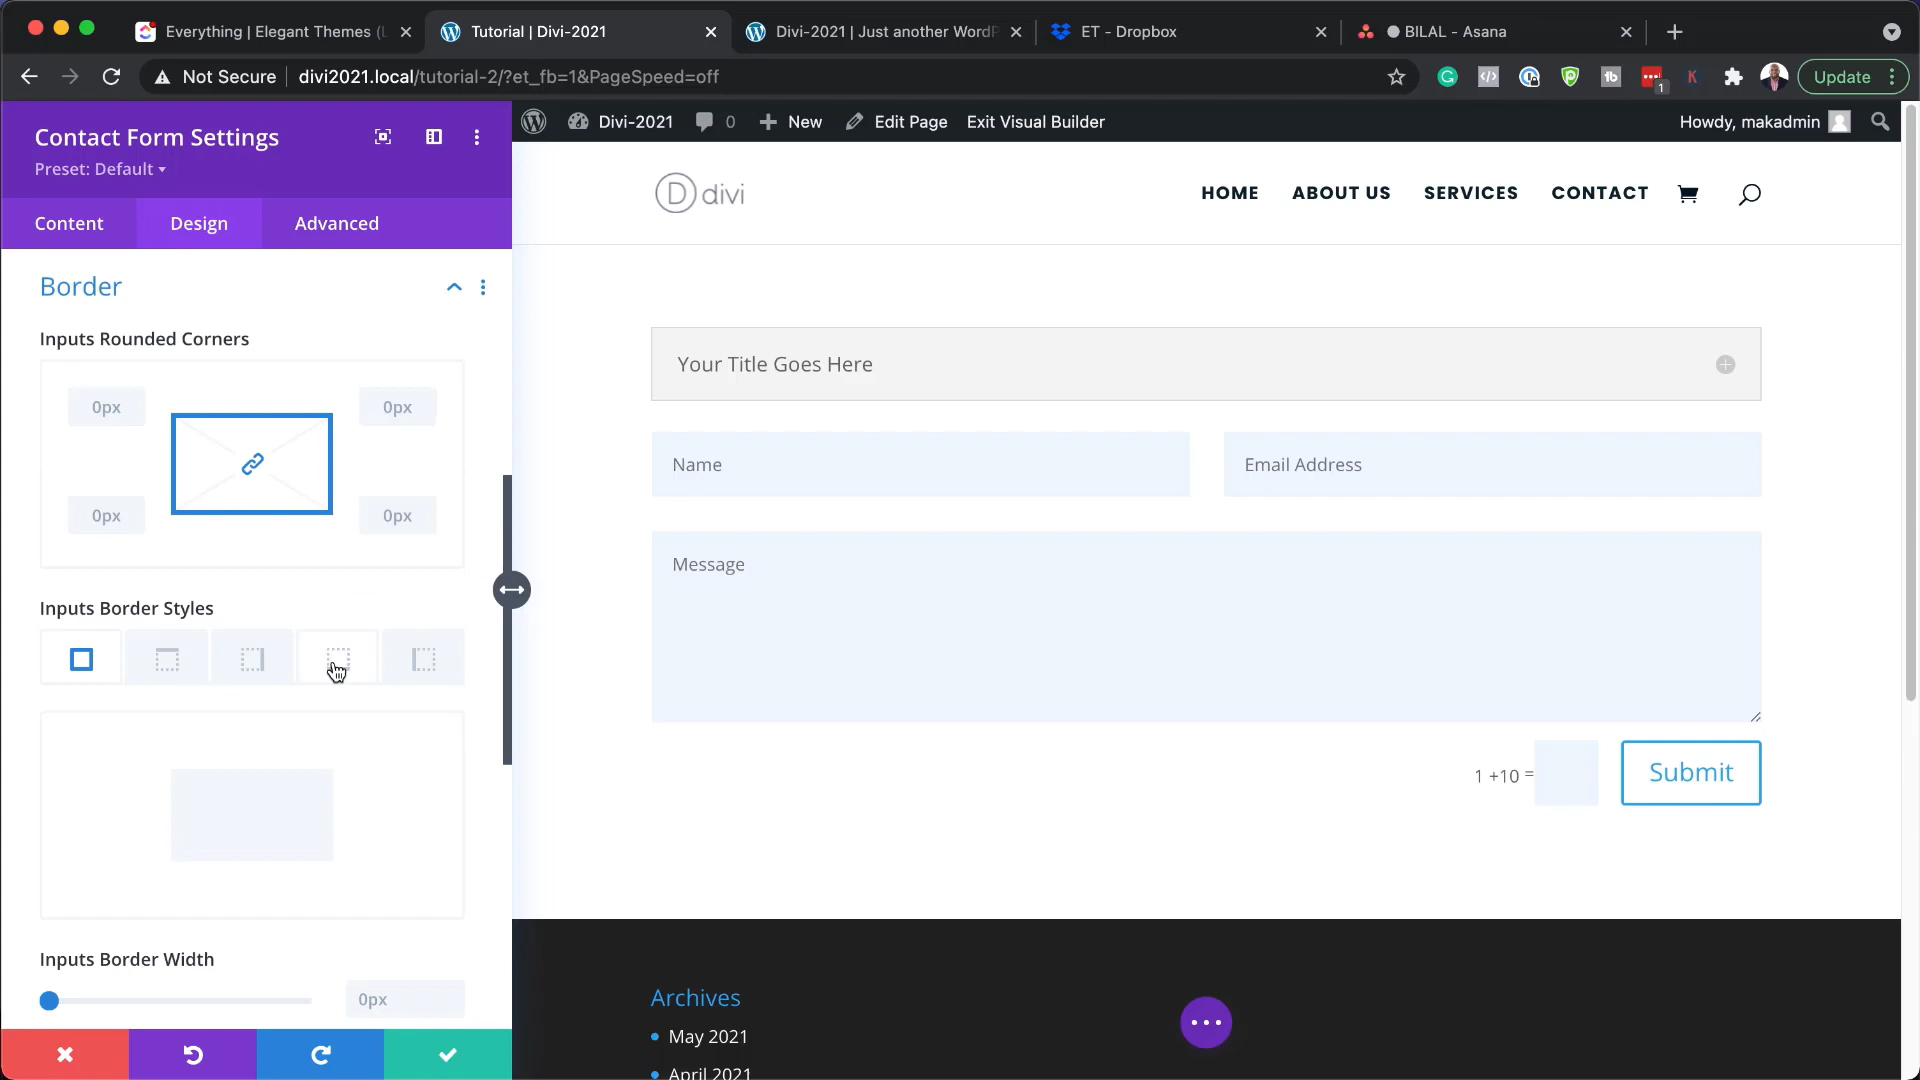 Everything | Elegant Themes (
Tutorial | Divi-2021
Divi-2021 | Just another WordP
ET - Dropbox
BILAL - Asana
Not Secure
divi2021.local/tutorial-2/?et_fb=1&PageSpeed=off
1
Update
Contact Form Settings
Preset: Default
Content
Design
Advanced
Border
Inputs Rounded Corners
0px
0px
0px
0px
Inputs Border Styles
Inputs Border Width
0px
Divi-2021
0
New
Edit Page
Exit Visual Builder
Howdy, makadmin
D divi
HOME
ABOUT US
SERVICES
CONTACT
Your Title Goes Here
Name
Email Address
Message
1 +10 =
Submit
Archives
May 2021
April 2021